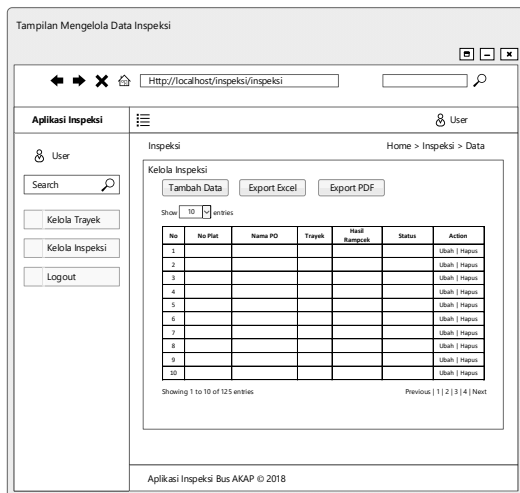 Tampilan Mengelola Data Inspeksi
Http://localhost/inspeksi/inspeksi
Aplikasi Inspeksi
User
User
Search
Kelola Trayek
Kelola Inspeksi
Logout
Inspeksi
Home > Inspeksi > Data
Kelola Inspeksi
Tambah Data
Export Excel
Export PDF
Show 10 entries
No No Plat Nama PO Trayek Hasil Rampcek Status Action
1 Ubah | Hapus
2 Ubah | Hapus
3 Ubah | Hapus
4 Ubah | Hapus
5 Ubah | Hapus
6 Ubah | Hapus
7 Ubah | Hapus
8 Ubah | Hapus
9 Ubah | Hapus
10 Ubah | Hapus
Showing 1 to 10 of 125 entries
Previous | 1 | 2 | 3 | 4 | Next
Aplikasi Inspeksi Bus AKAP © 2018